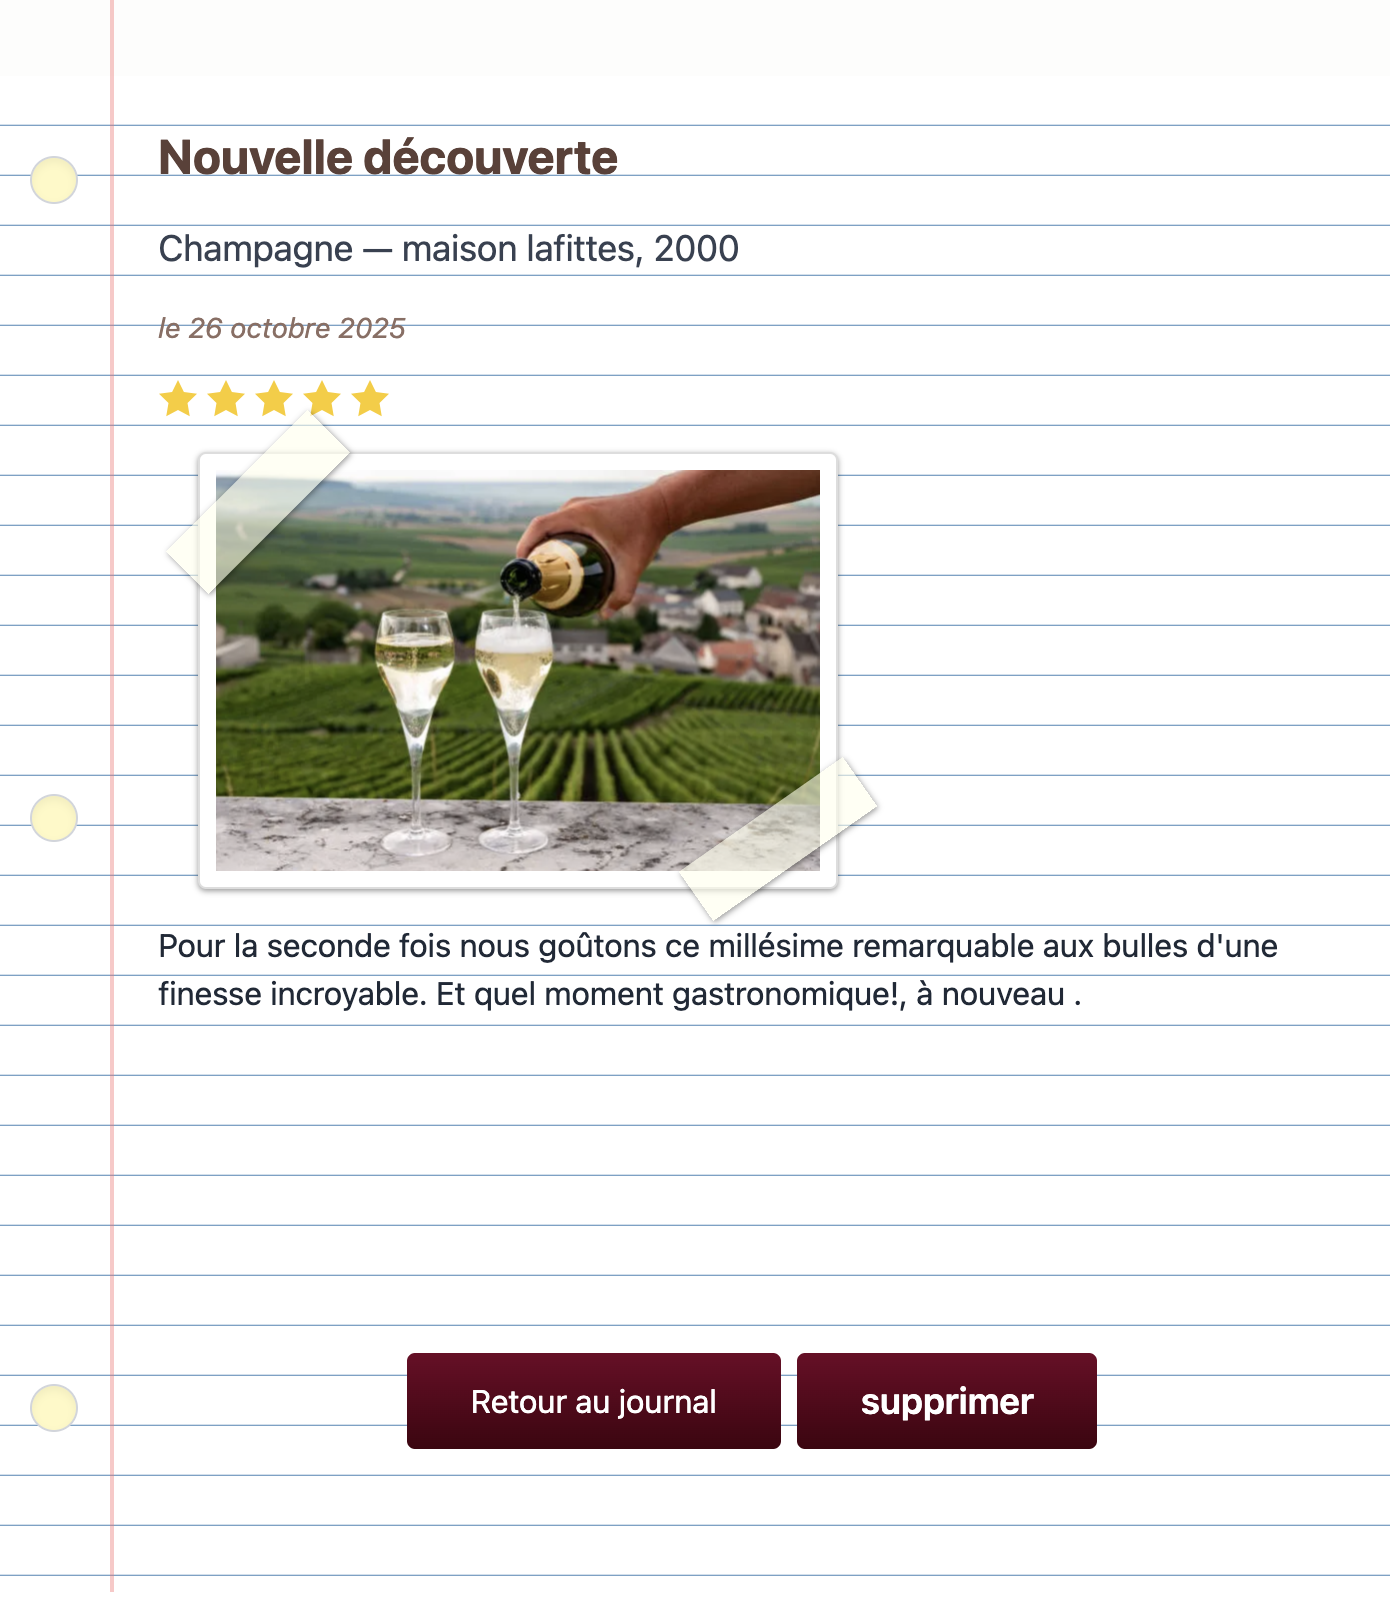 Nouvelle découverte
Champagne — maison lafittes, 2000
le 26 octobre 2025
Pour la seconde fois nous goûtons ce millésime remarquable aux bulles d'une
finesse incroyable. Et quel moment gastronomique!, à nouveau .
Retour au journal
supprimer